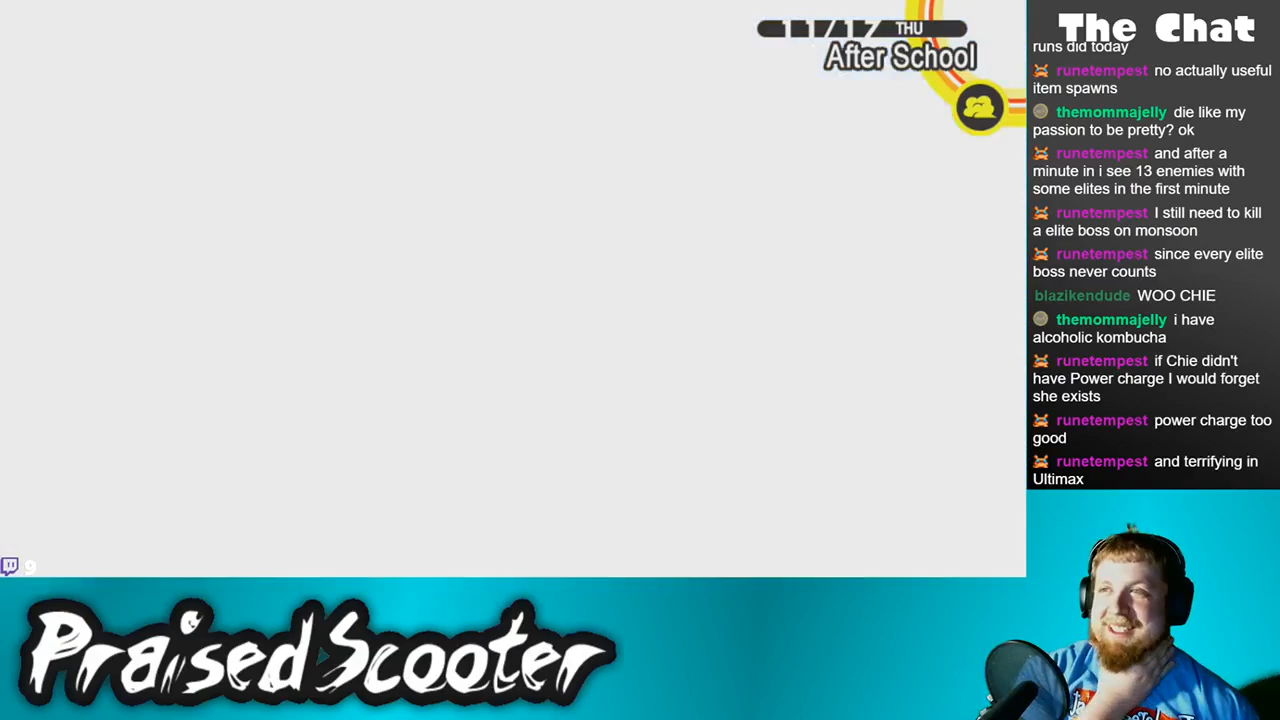 11/17 THU
After School
The Chat
runs did today
runetempest no actually useful
item spawns
themommajelly die like my
passion to be pretty? ok
runetempest and after a
minute in i see 13 enemies with
some elites in the first minute
runetempest I still need to kill
a elite boss on monsoon
runetempest since every elite
boss never counts
blazikendude WOO CHIE
themommajelly i have
alcoholic kombucha
runetempest if Chie didn't
have Power charge I would forget
she exists
runetempest power charge too
good
runetempest and terrifying in
Ultimax
9
PraisedScooter